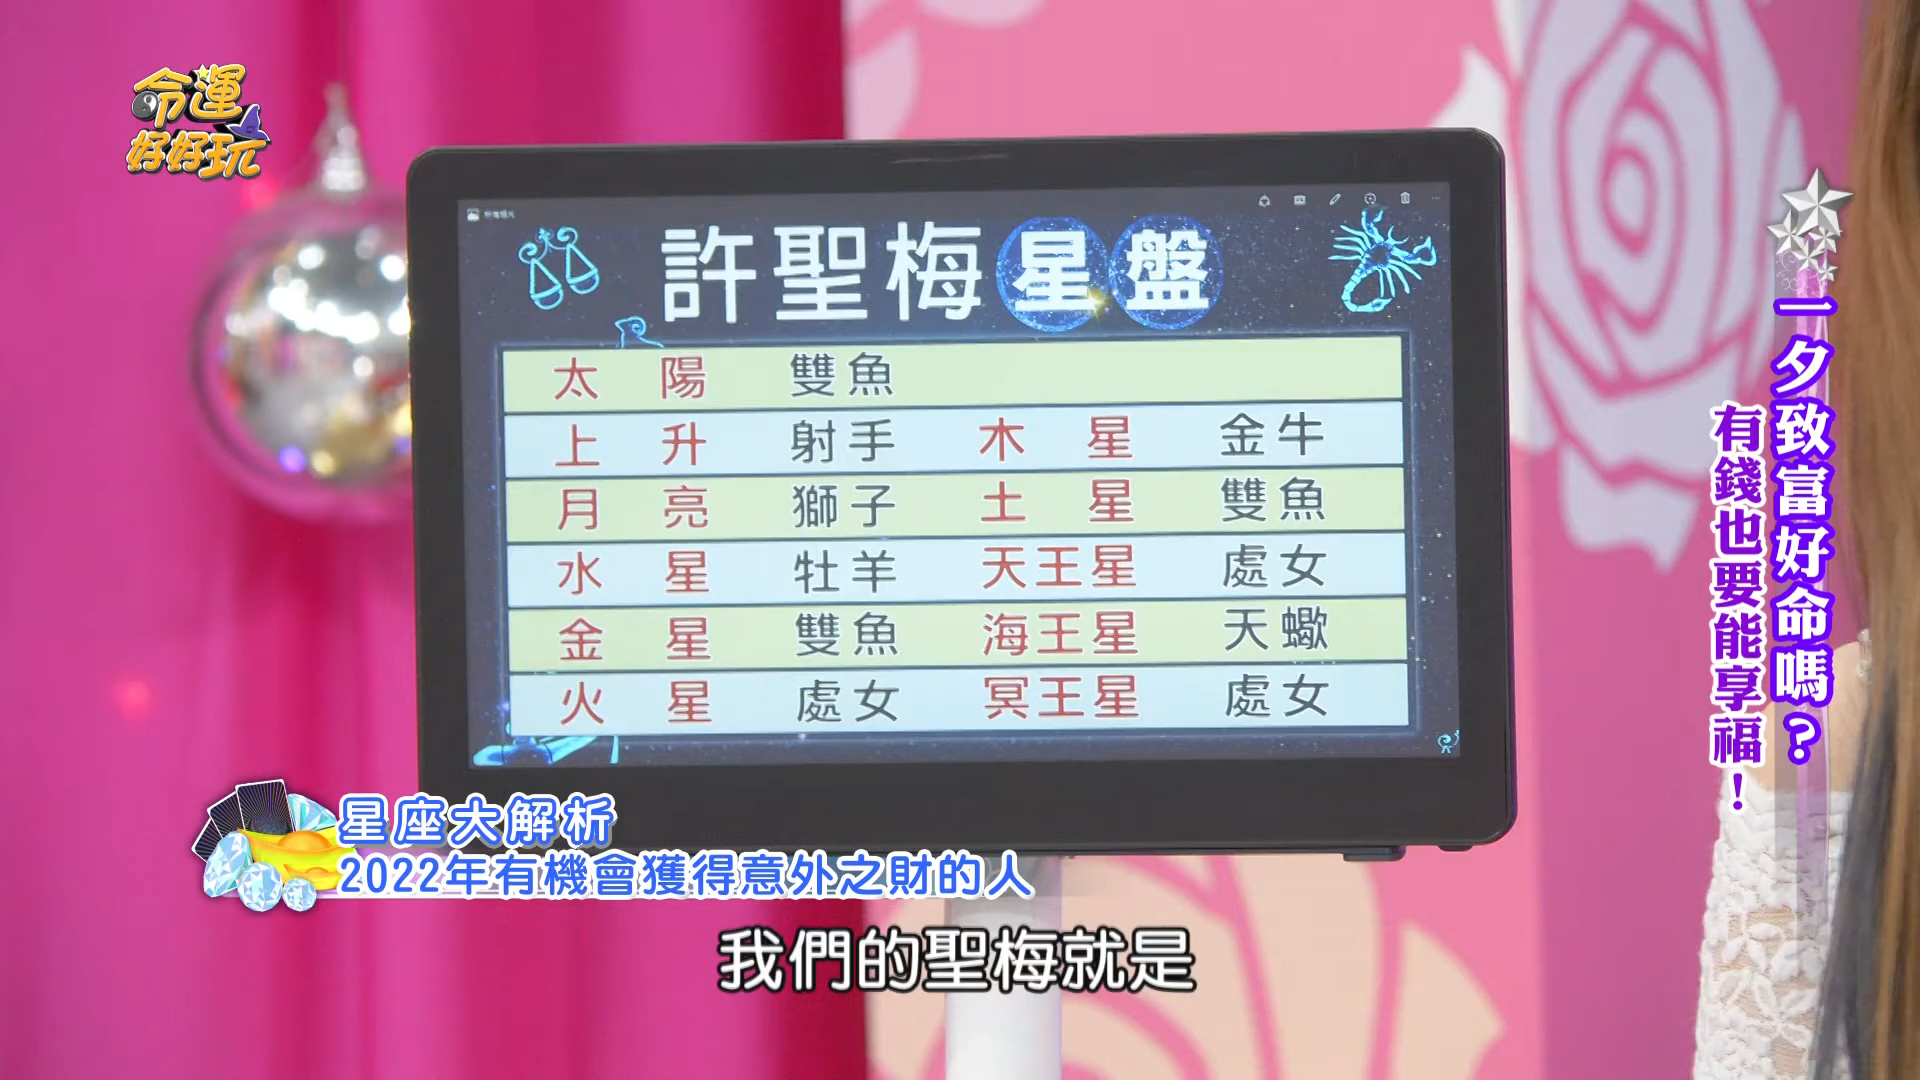 命運
好好玩
所有相片
許聖梅星盤
太陽 雙魚
上升 射手 木星 金牛
月亮 獅子 土星 雙魚
水星 牡羊 天王星 處女
金星 雙魚 海王星 天蠍
火星 處女 冥王星 處女
一夕致富好命嗎？
有錢也要能享福！
星座大解析
2022年有機會獲得意外之財的人
我們的聖梅就是